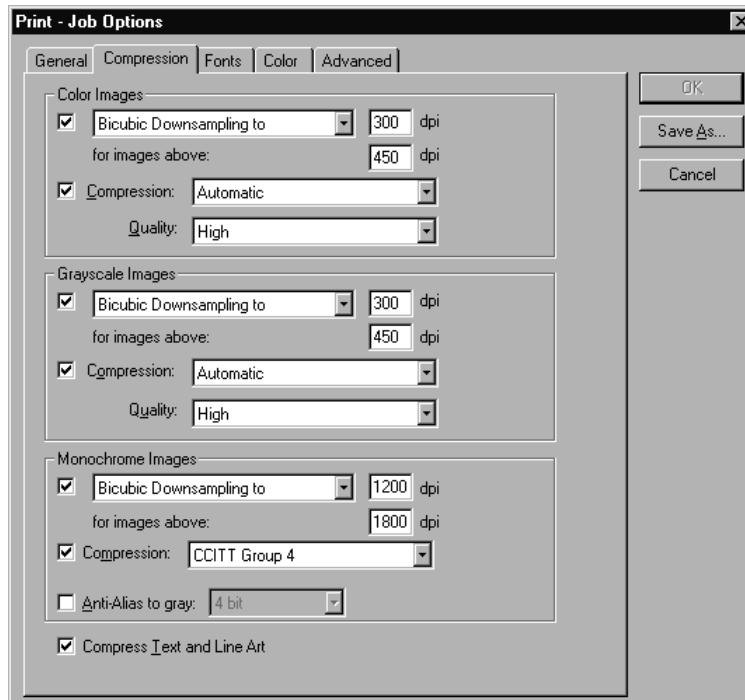 Print - Job Options
General Compression Fonts Color Advanced
OK
Save As...
Cancel
Color Images
Bicubic Downsampling to 300 dpi
for images above: 450 dpi
Compression: Automatic
Quality: High
Grayscale Images
Bicubic Downsampling to 300 dpi
for images above: 450 dpi
Compression: Automatic
Quality: High
Monochrome Images
Bicubic Downsampling to 1200 dpi
for images above: 1800 dpi
Compression: CCITT Group 4
Anti-Alias to gray: 4 bit
Compress Text and Line Art